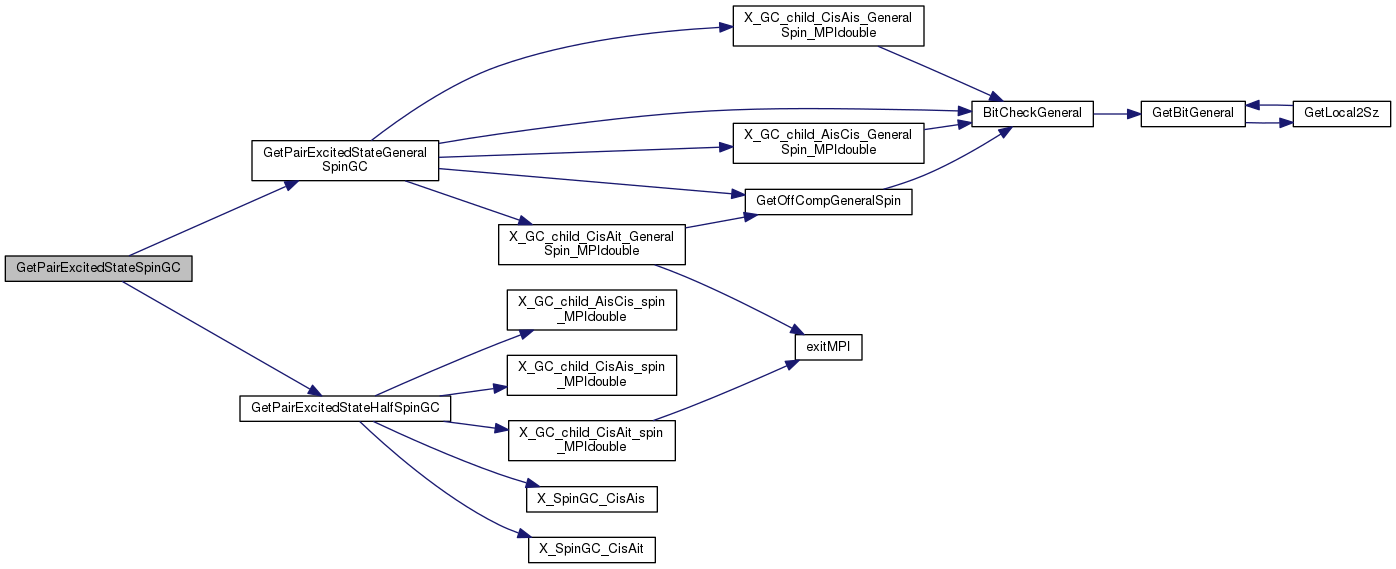 X_GC_child_CisAis_General
Spin_MPIdouble
BitCheckGeneral
GetBitGeneral
GetLocal2Sz
X_GC_child_AisCis_General
Spin_MPIdouble
GetPairExcitedStateGeneral
SpinGC
GetOffCompGeneralSpin
X_GC_child_CisAit_General
Spin_MPIdouble
GetPairExcitedStateSpinGC
X_GC_child_AisCis_spin
_MPIdouble
exitMPI
X_GC_child_CisAis_spin
_MPIdouble
GetPairExcitedStateHalfSpinGC
X_GC_child_CisAit_spin
_MPIdouble
X_SpinGC_CisAis
X_SpinGC_CisAit